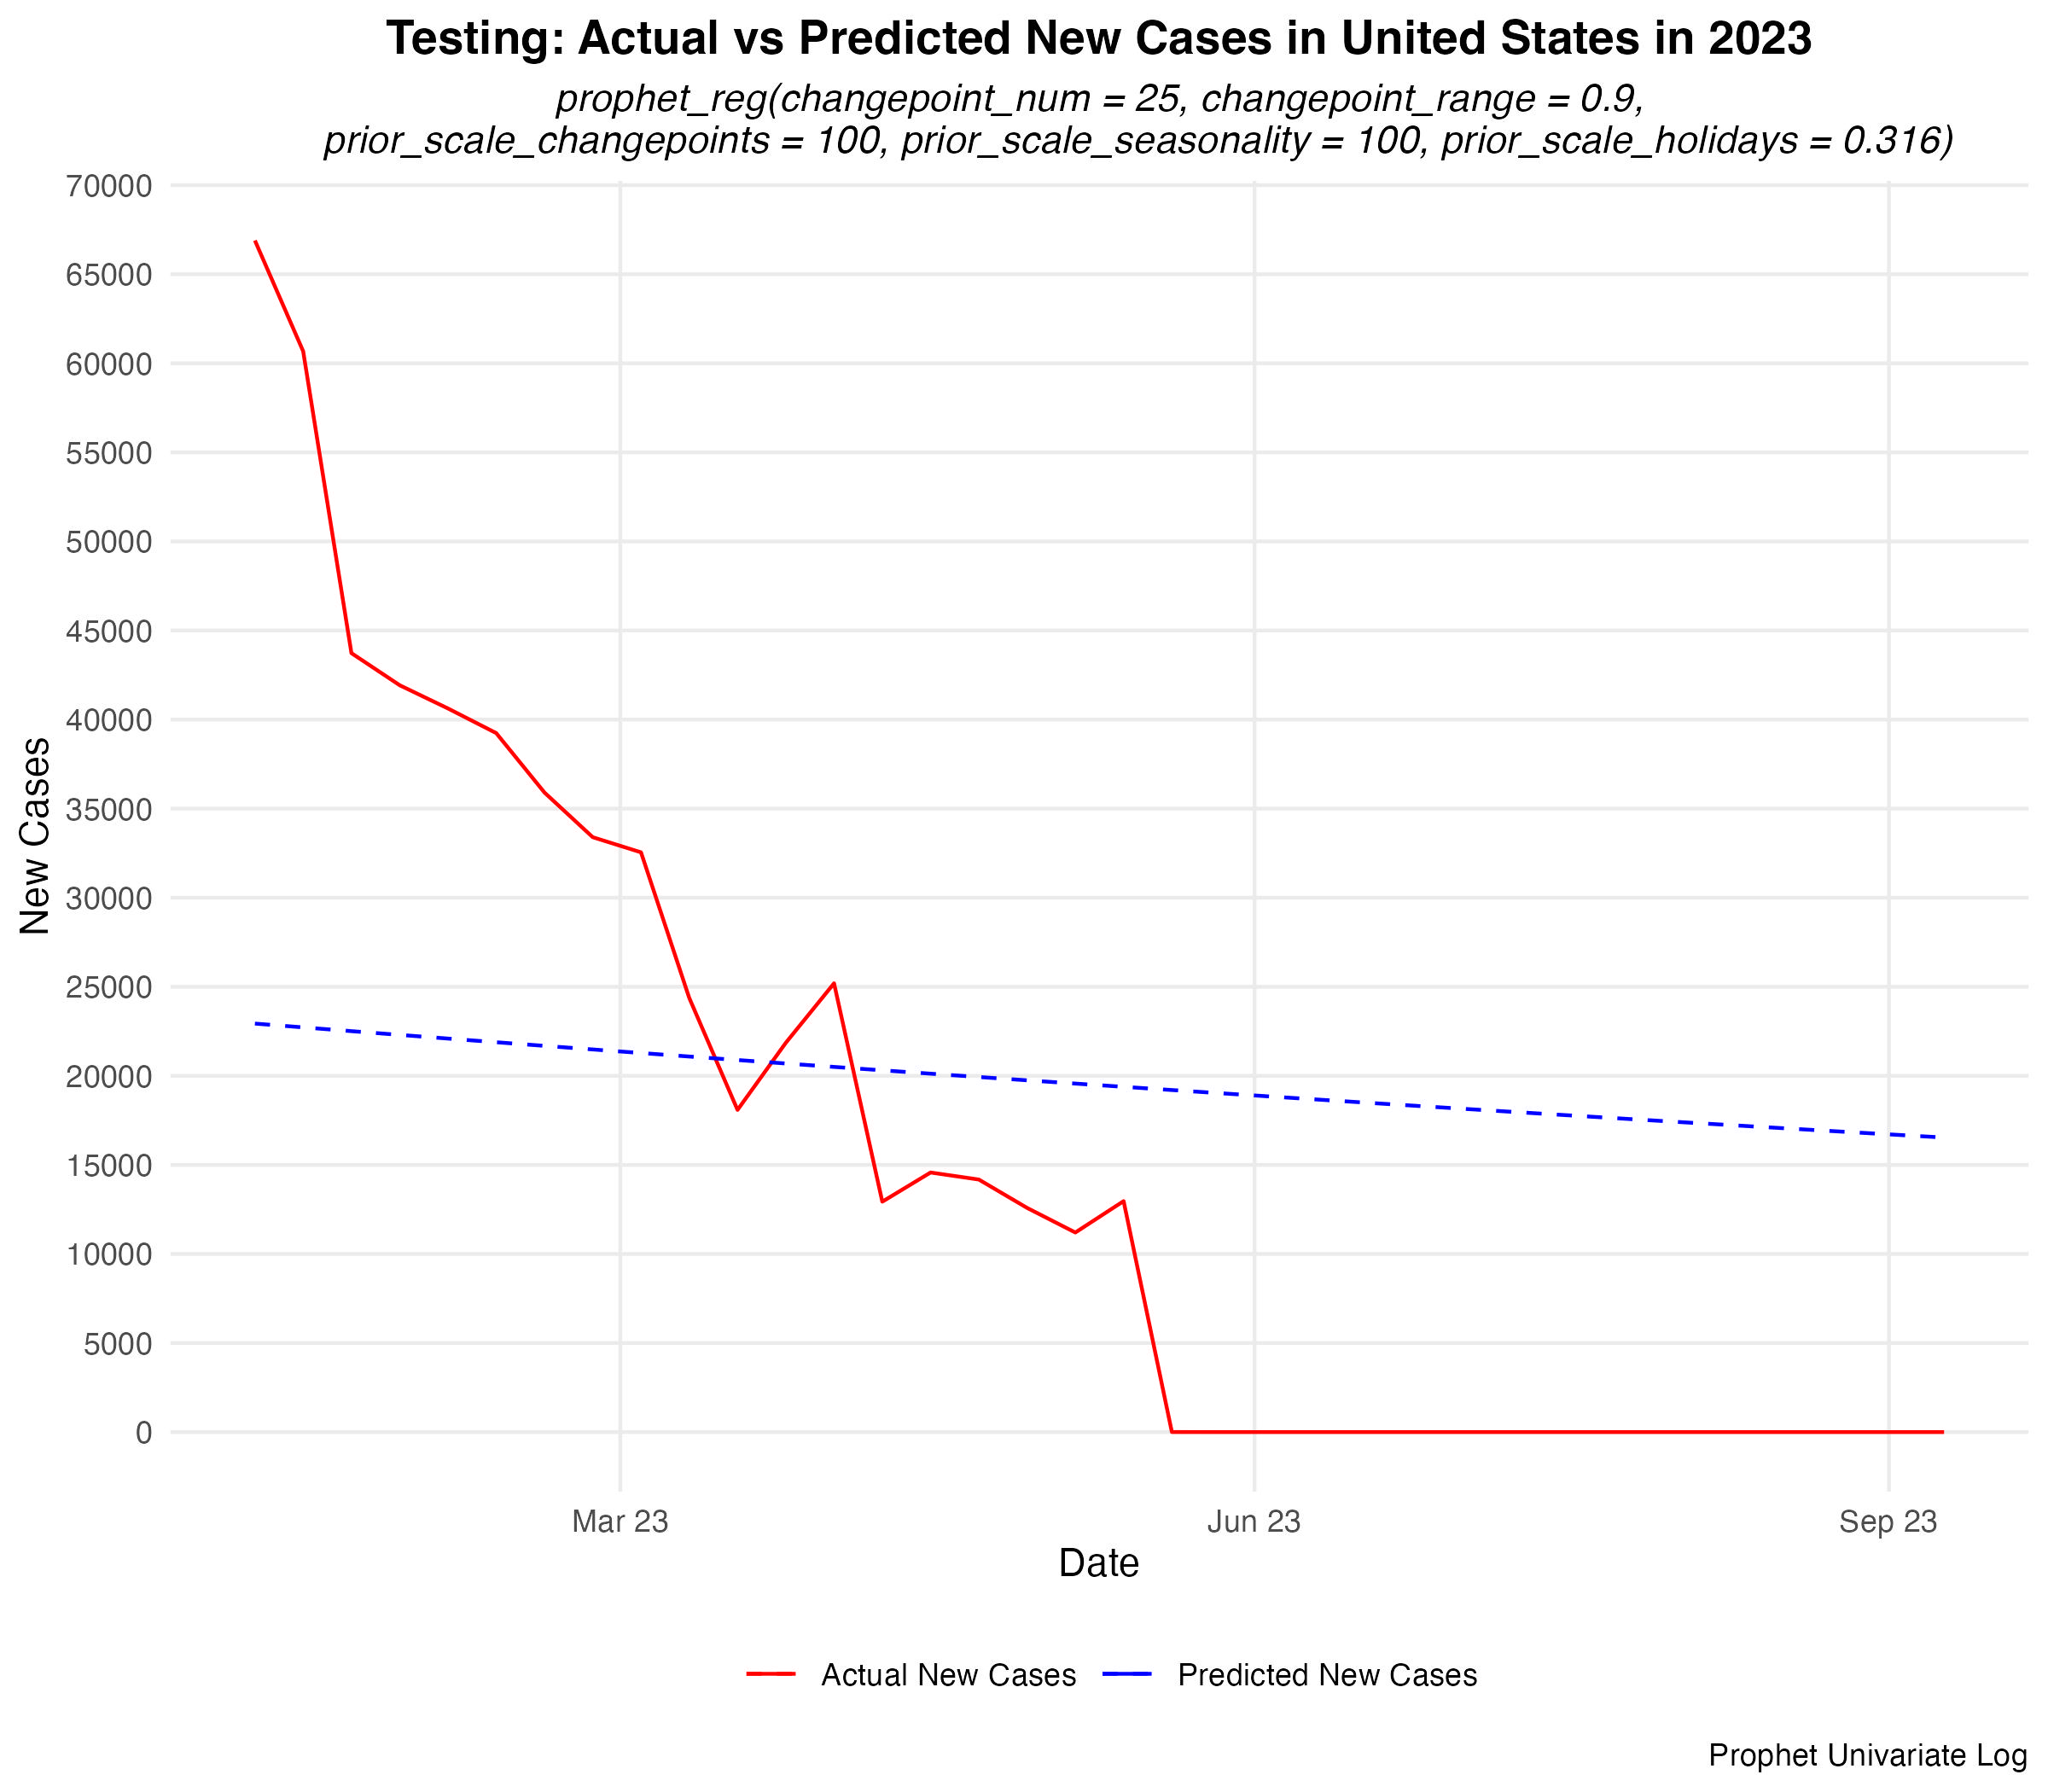 Testing: Actual vs Predicted New Cases in United States in 2023
prophet_reg(changepoint_num = 25, changepoint_range = 0.9,
prior_scale_changepoints = 100, prior_scale_seasonality = 100, prior_scale_holidays = 0.316)
70000
65000
60000
55000
50000
45000
40000
35000
30000
25000
20000
15000
10000
5000
0
New Cases
Mar 23
Jun 23
Sep 23
Date
Actual New Cases
Predicted New Cases
Prophet Univariate Log